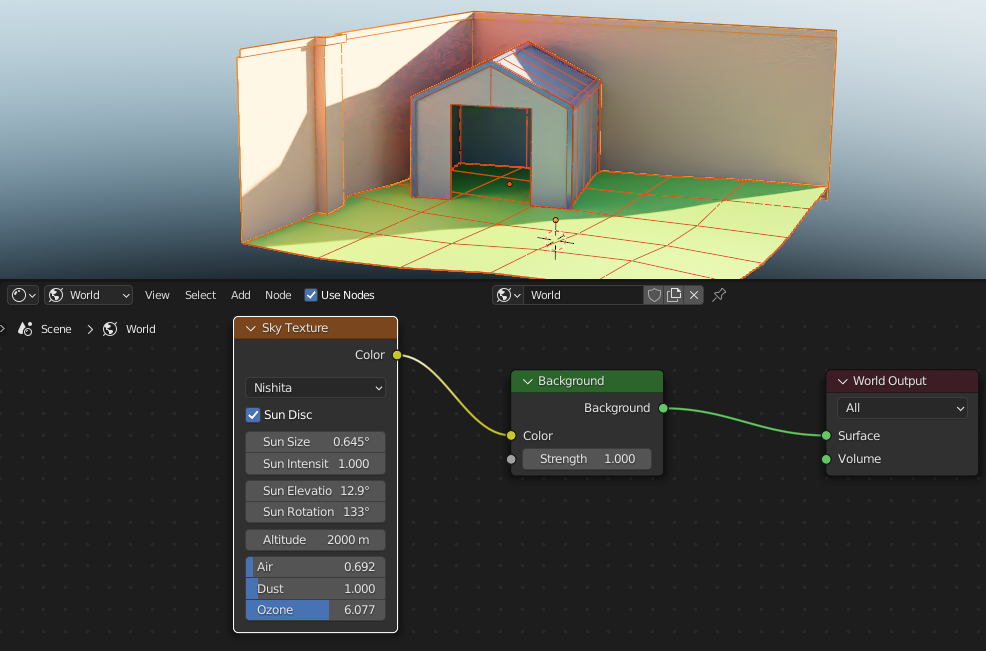 World View Select Add Node Use Nodes World
Scene World
Sky Texture
Color
Nishita
Sun Disc
Sun Size 0.645°
Sun Intensit 1.000
Sun Elevatio 12.9°
Sun Rotation 133°
Altitude 2000 m
Air 0.692
Dust 1.000
Ozone 6.077
Background
Background
Color
Strength 1.000
World Output
All
Surface
Volume